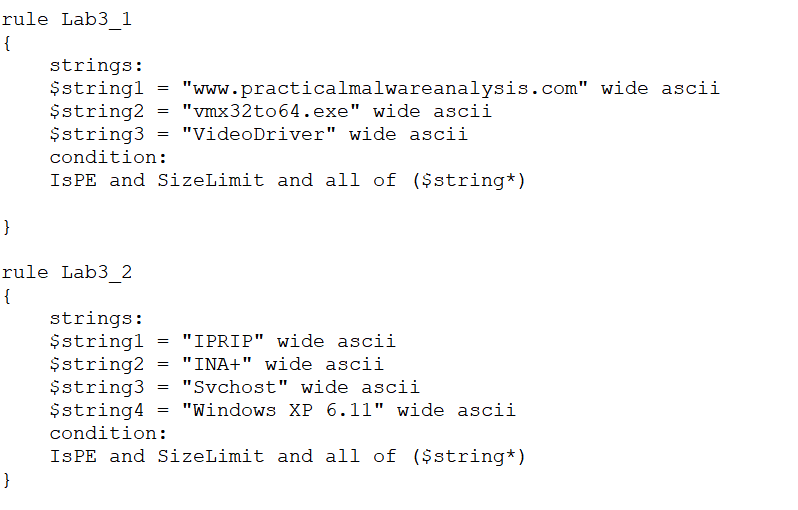 rule Lab3_1
{
    strings:
    $string1 = "www.practicalmalwareanalysis.com" wide ascii
    $string2 = "vmx32to64.exe" wide ascii
    $string3 = "VideoDriver" wide ascii
    condition:
    IsPE and SizeLimit and all of ($string*)
}
rule Lab3_2
{
    strings:
    $string1 = "IPRIP" wide ascii
    $string2 = "INA+" wide ascii
    $string3 = "Svchost" wide ascii
    $string4 = "Windows XP 6.11" wide ascii
    condition:
    IsPE and SizeLimit and all of ($string*)
}